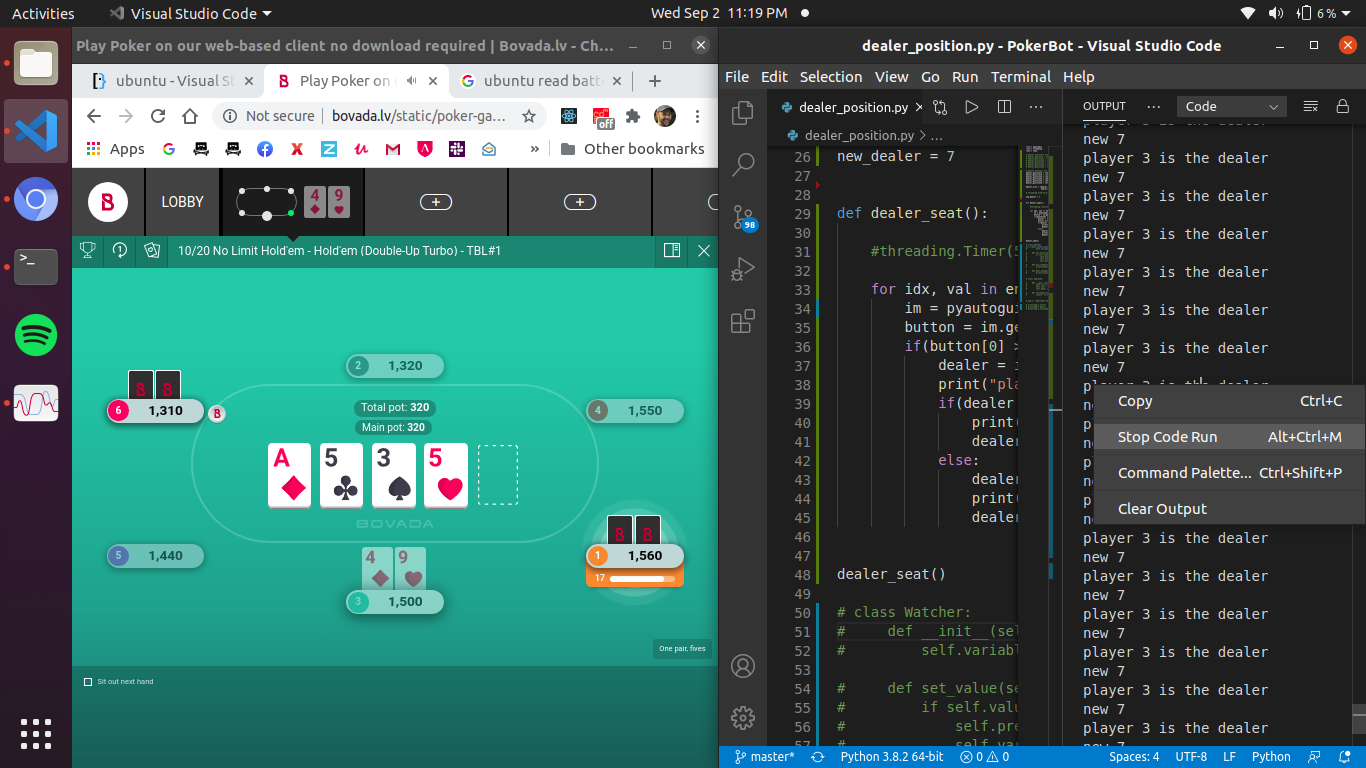 Activities
Visual Studio Code
Wed Sep 2 11:19 PM
6 %
Play Poker on our web-based client no download required | Bovada.lv - Ch...
ubuntu - Visual St
Play Poker on
ubuntu read batt
Not secure
bovada.lv/static/poker-ga...
off
Apps
Other bookmarks
LOBBY
4
9
10/20 No Limit Hold'em - Hold'em (Double-Up Turbo) - TBL#1
2 1,320
6 1,310
Total pot: 320
Main pot: 320
4 1,550
A
5
3
5
BOVADA
5 1,440
4
9
3 1,500
1 1,560
17
One pair, fives
Sit out next hand
dealer_position.py - PokerBot - Visual Studio Code
File Edit Selection View Go Run Terminal Help
98
dealer_position.py
dealer_position.py > ...
26 new_dealer = 7
27
28
29 def dealer_seat():
30
31 #threading.Timer(
32
33 for idx, val in en
34 im = pyautogui
35 button = im.ge
36 if(button[0] >
37 dealer = i
38 print("pla
39 if(dealer
40 print(
41 dealer
42 else:
43 dealer
44 print(
45 dealer
46
47
48 dealer_seat()
49
50 # class Watcher:
51 # def __init__(sel
52 # self.variabl
53
54 # def set_value(se
55 # if self.valu
56 # self.pre
57 # self.va
OUTPUT
Code
player 3 is the dealer
new 7
player 3 is the dealer
new 7
player 3 is the dealer
new 7
player 3 is the dealer
new 7
player 3 is the dealer
new 7
player 3 is the dealer
new 7
player 3 is the dealer
new 7
player 3 is the dealer
Copy Ctrl+C
Stop Code Run Alt+Ctrl+M
Command Palette... Ctrl+Shift+P
Clear Output
player 3 is the dealer
new 7
player 3 is the dealer
new 7
player 3 is the dealer
new 7
player 3 is the dealer
new 7
player 3 is the dealer
new 7
player 3 is the dealer
new 7
master*
Python 3.8.2 64-bit
0
0
Spaces: 4
UTF-8
LF
Python